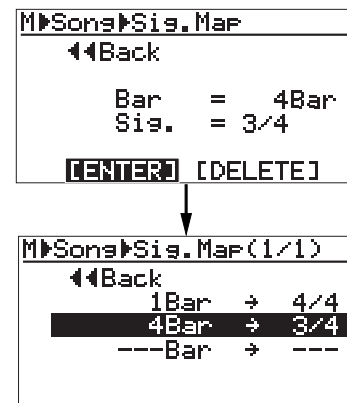 M▶Song▶Sig.Map
◀◀Back
Bar = 4Bar
Sig. = 3/4
[ENTER] [DELETE]
M▶Song▶Sig.Map(1/1)
◀◀Back
1Bar → 4/4
4Bar → 3/4
---Bar → ---